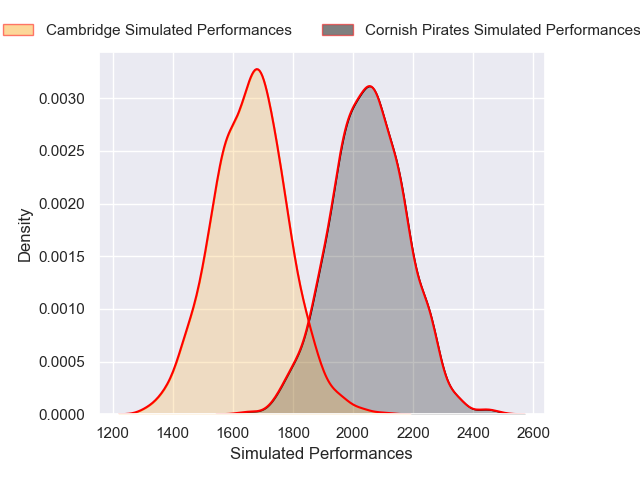 Cambridge Simulated Performances Cornish Pirates Simulated Performances
0.0030
0.0025
0.0020
0.0015
0.0010
0.0005
0.0000
Density
1200 1400 1600 1800 2000 2200 2400 2600
Simulated Performances